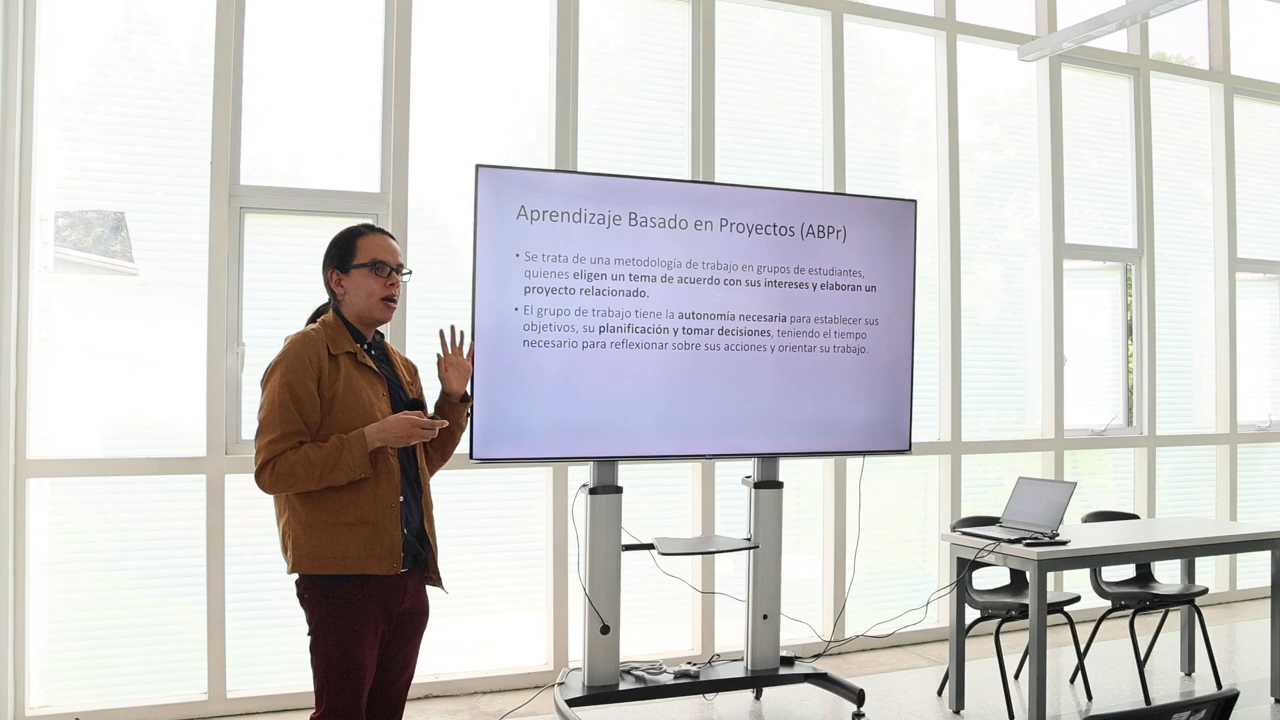 Aprendizaje Basado en Proyectos (ABPr)
• Se trata de una metodología de trabajo en grupos de estudiantes,
quienes eligen un tema de acuerdo con sus intereses y elaboran un
proyecto relacionado.
• El grupo de trabajo tiene la autonomía necesaria para establecer sus
objetivos, su planificación y tomar decisiones, teniendo el tiempo
necesario para reflexionar sobre sus acciones y orientar su trabajo.